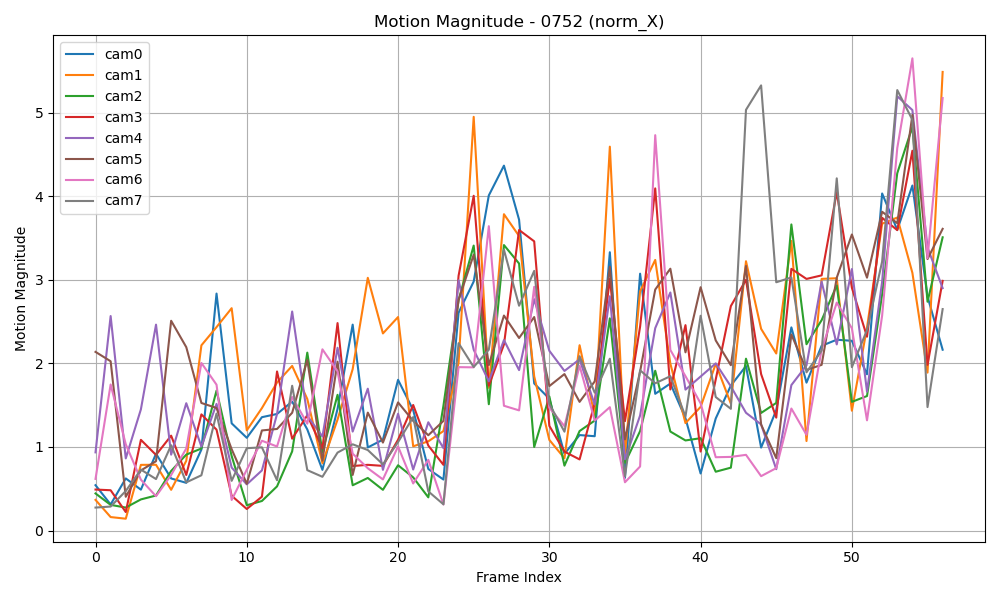 Motion Magnitude - 0752 (norm_X)
cam0
cam1
cam2
cam3
cam4
cam5
cam6
cam7
Motion Magnitude
5
4
3
2
1
0
0 10 20 30 40 50
Frame Index